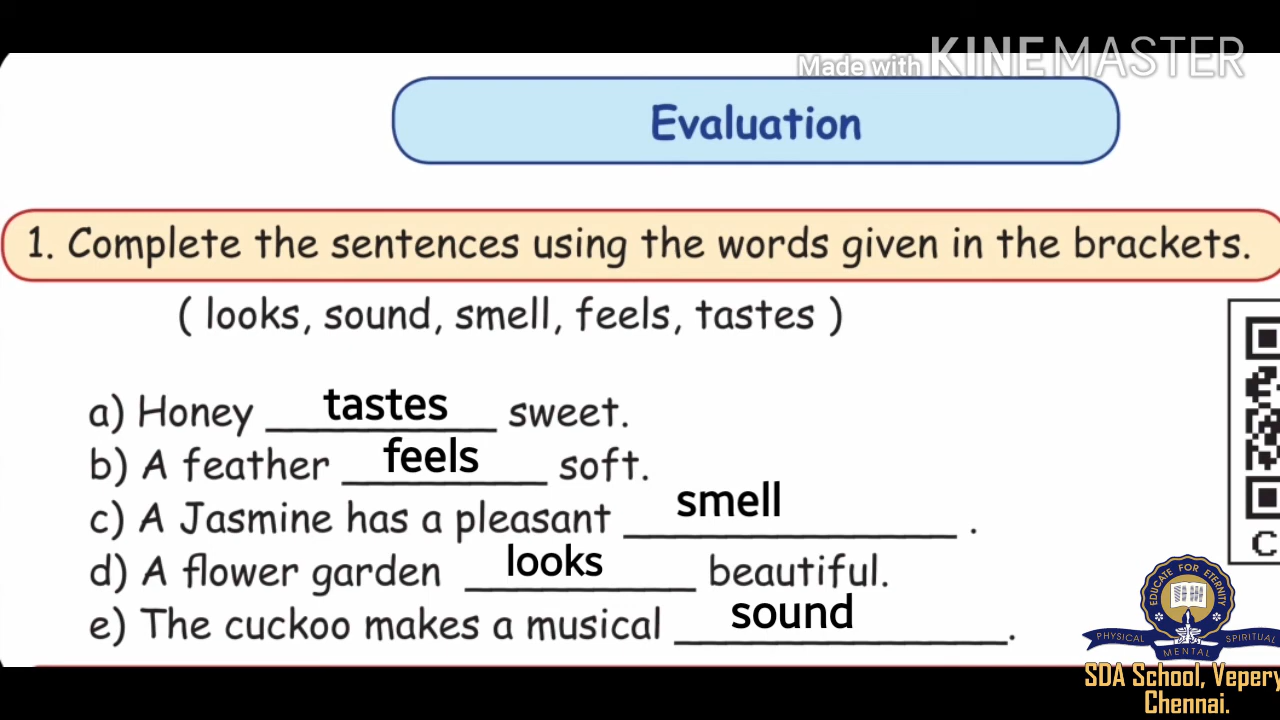 Made with KINEMASTER
Evaluation
1. Complete the sentences using the words given in the brackets.
( looks, sound, smell, feels, tastes )
a) Honey tastes sweet.
b) A feather feels soft.
c) A Jasmine has a pleasant smell .
d) A flower garden looks beautiful.
e) The cuckoo makes a musical sound.
C
EDUCATE FOR ETERNITY
PHYSICAL MENTAL SPIRITUAL
SDA School, Vepery
Chennai.